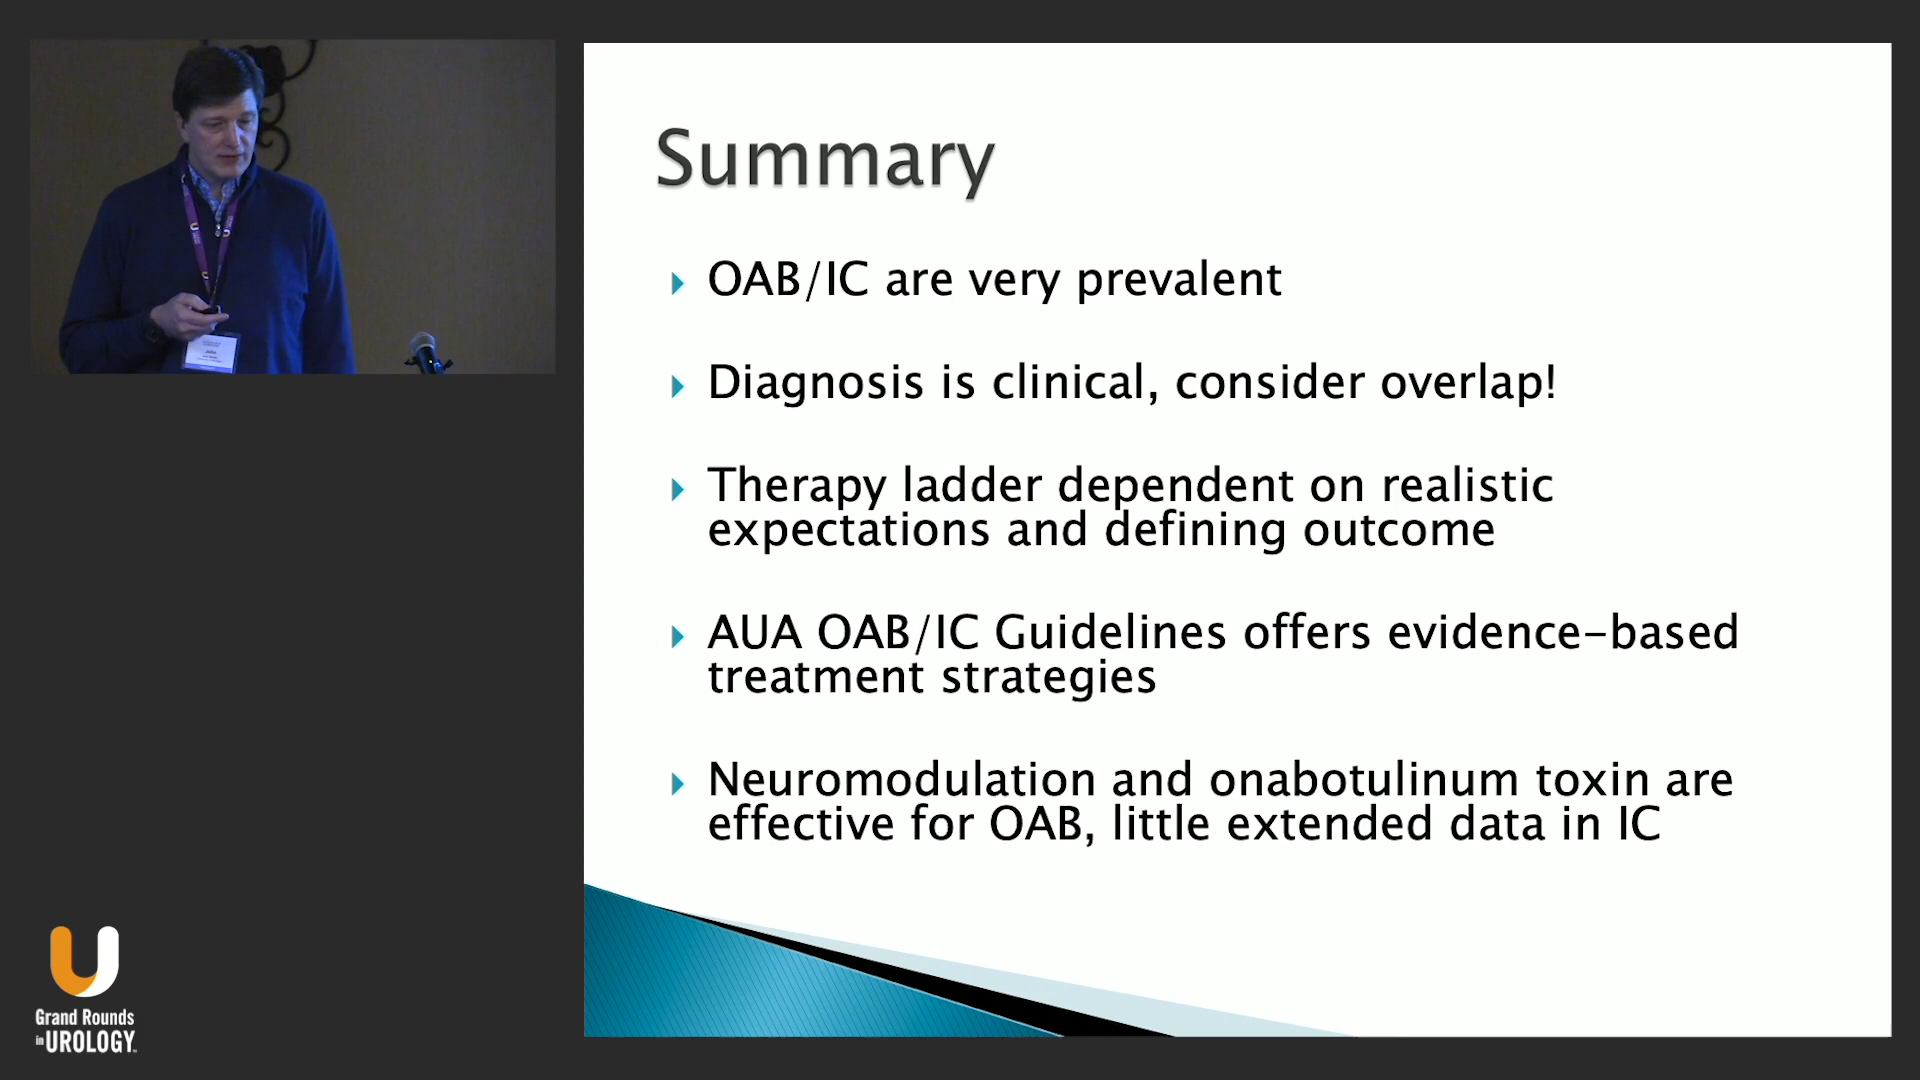 Summary
OAB/IC are very prevalent
Diagnosis is clinical, consider overlap!
Therapy ladder dependent on realistic
expectations and defining outcome
AUA OAB/IC Guidelines offers evidence-based
treatment strategies
Neuromodulation and onabotulinum toxin are
effective for OAB, little extended data in IC
Grand Rounds
in UROLOGY